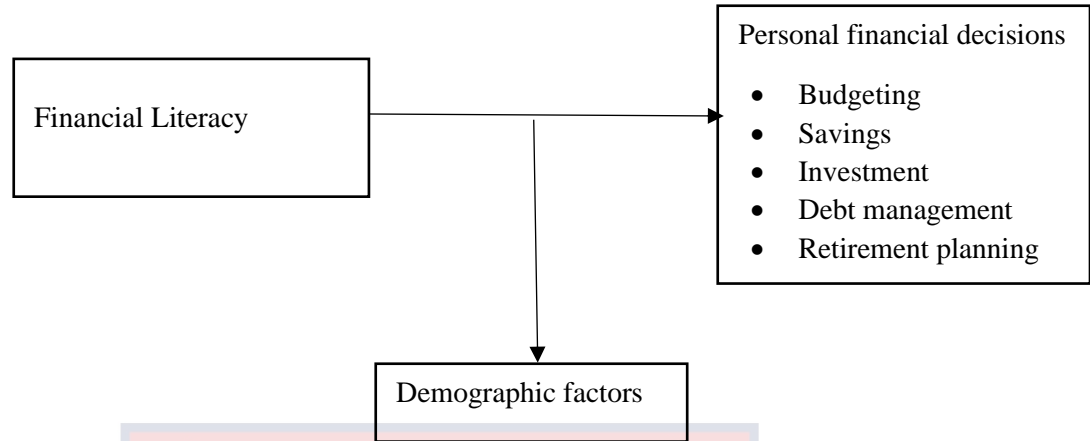 Financial Literacy
Personal financial decisions
• Budgeting
• Savings
• Investment
• Debt management
• Retirement planning
Demographic factors